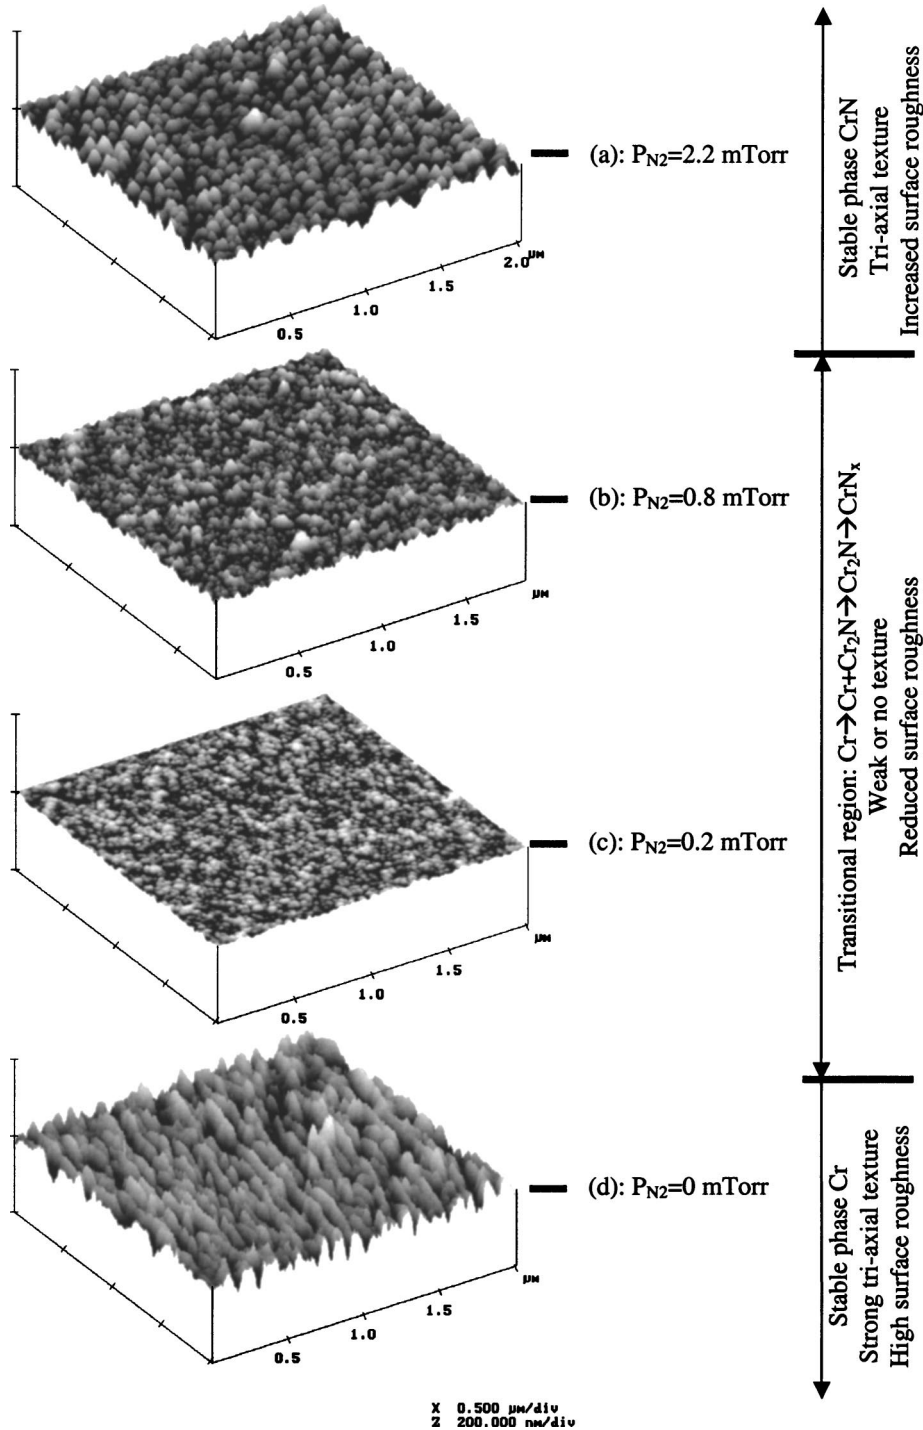 (a): P_N2=2.2 mTorr
μM
2.0
1.5
1.0
0.5
Stable phase CrN
Tri-axial texture
Increased surface roughness
(b): P_N2=0.8 mTorr
μM
1.5
1.0
0.5
(c): P_N2=0.2 mTorr
μM
1.5
1.0
0.5
Transitional region: Cr→Cr+Cr₂N→Cr₂N→CrNₓ
Weak or no texture
Reduced surface roughness
(d): P_N2=0 mTorr
μM
1.5
1.0
0.5
Stable phase Cr
Strong tri-axial texture
High surface roughness
X 0.500 μM/div
Z 200.000 nM/div